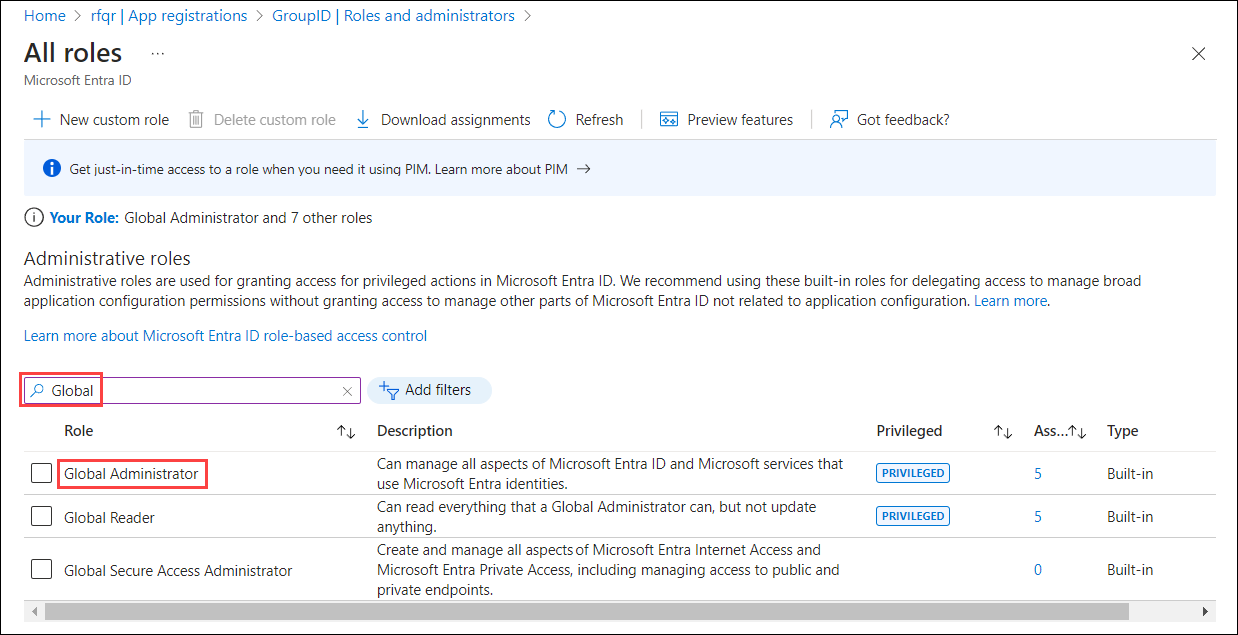 Home > rfqr | App registrations > GroupID | Roles and administrators >
All roles ...
Microsoft Entra ID
New custom role Delete custom role Download assignments Refresh Preview features Got feedback?
Get just-in-time access to a role when you need it using PIM. Learn more about PIM →
Your Role: Global Administrator and 7 other roles
Administrative roles
Administrative roles are used for granting access for privileged actions in Microsoft Entra ID. We recommend using these built-in roles for delegating access to manage broad
application configuration permissions without granting access to manage other parts of Microsoft Entra ID not related to application configuration. Learn more.
Learn more about Microsoft Entra ID role-based access control
Global Add filters
Role ↑↓ Description Privileged ↑↓ Ass...↑↓ Type
Global Administrator Can manage all aspects of Microsoft Entra ID and Microsoft services that
use Microsoft Entra identities. PRIVILEGED 5 Built-in
Global Reader Can read everything that a Global Administrator can, but not update
anything. PRIVILEGED 5 Built-in
Global Secure Access Administrator Create and manage all aspects of Microsoft Entra Internet Access and
Microsoft Entra Private Access, including managing access to public and
private endpoints. 0 Built-in